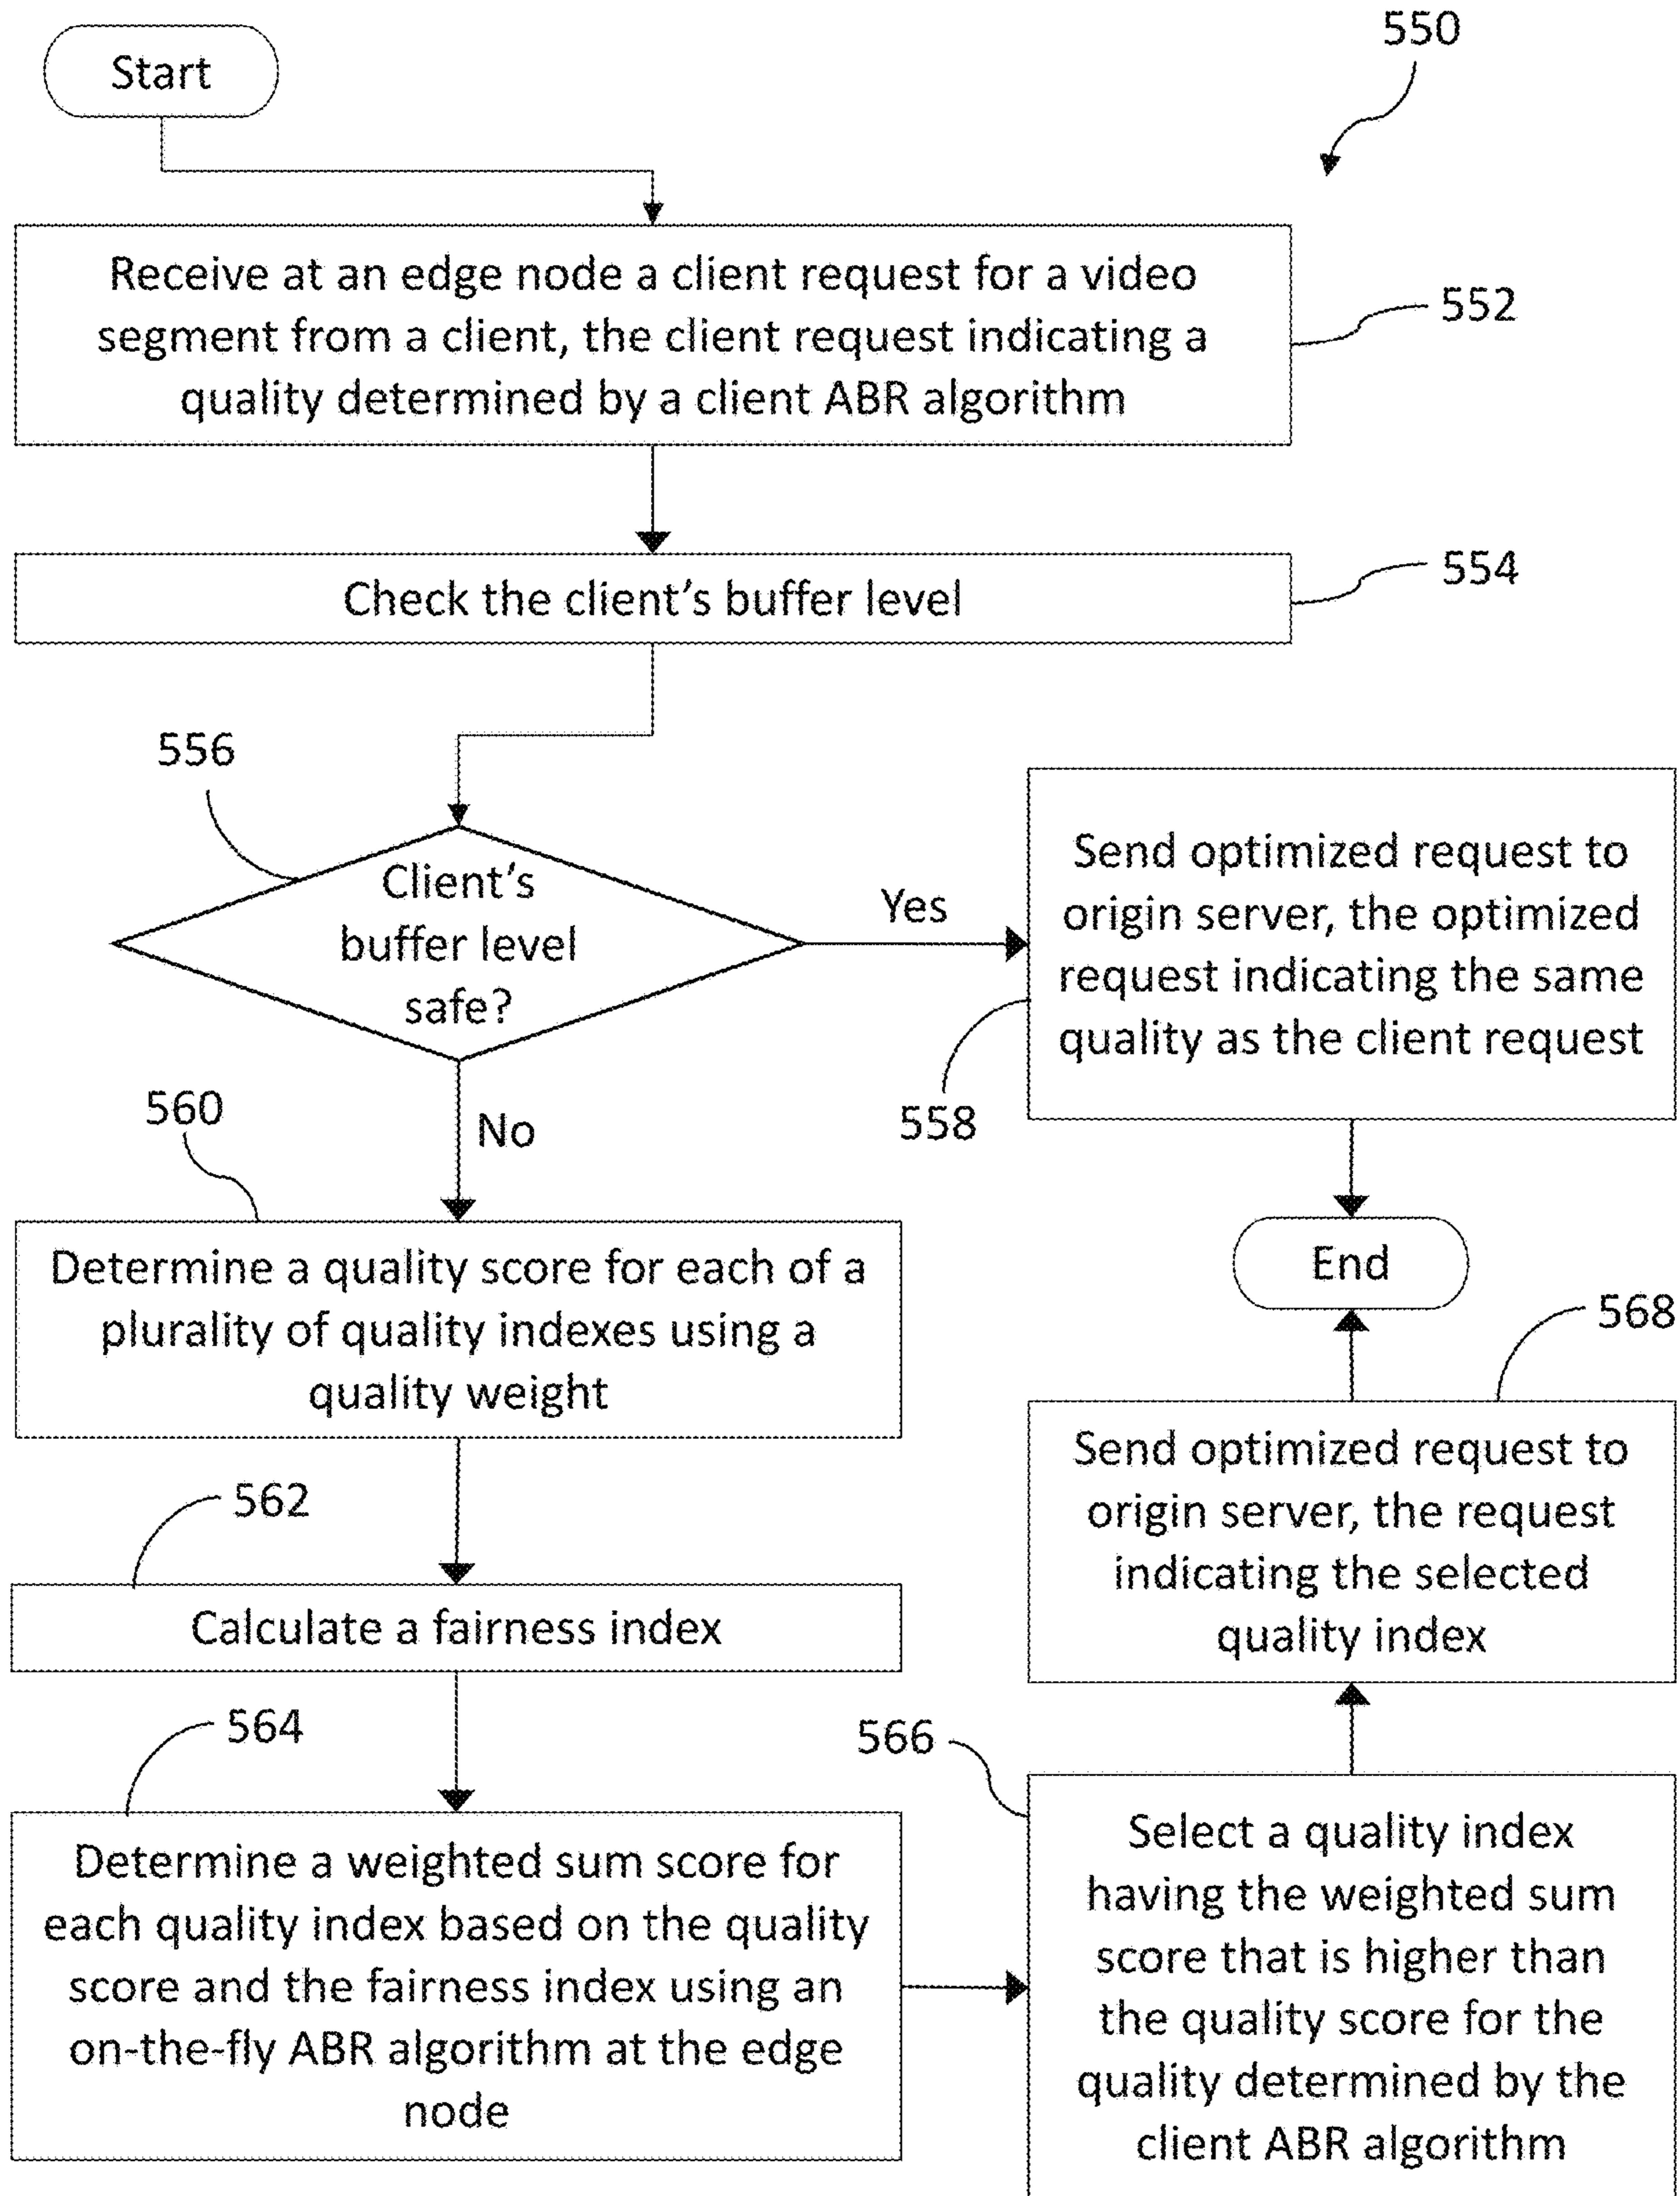 550
Start
Receive at an edge node a client request for a video
segment from a client, the client request indicating a
quality determined by a client ABR algorithm
552
Check the client's buffer level
554
556
Client's
buffer level
safe?
Yes
Send optimized request to
origin server, the optimized
request indicating the same
quality as the client request
558
No
560
Determine a quality score for each of a
plurality of quality indexes using a
quality weight
End
562
Calculate a fairness index
564
Determine a weighted sum score for
each quality index based on the quality
score and the fairness index using an
on-the-fly ABR algorithm at the edge
node
566
Select a quality index
having the weighted sum
score that is higher than
the quality score for the
quality determined by the
client ABR algorithm
568
Send optimized request to
origin server, the request
indicating the selected
quality index